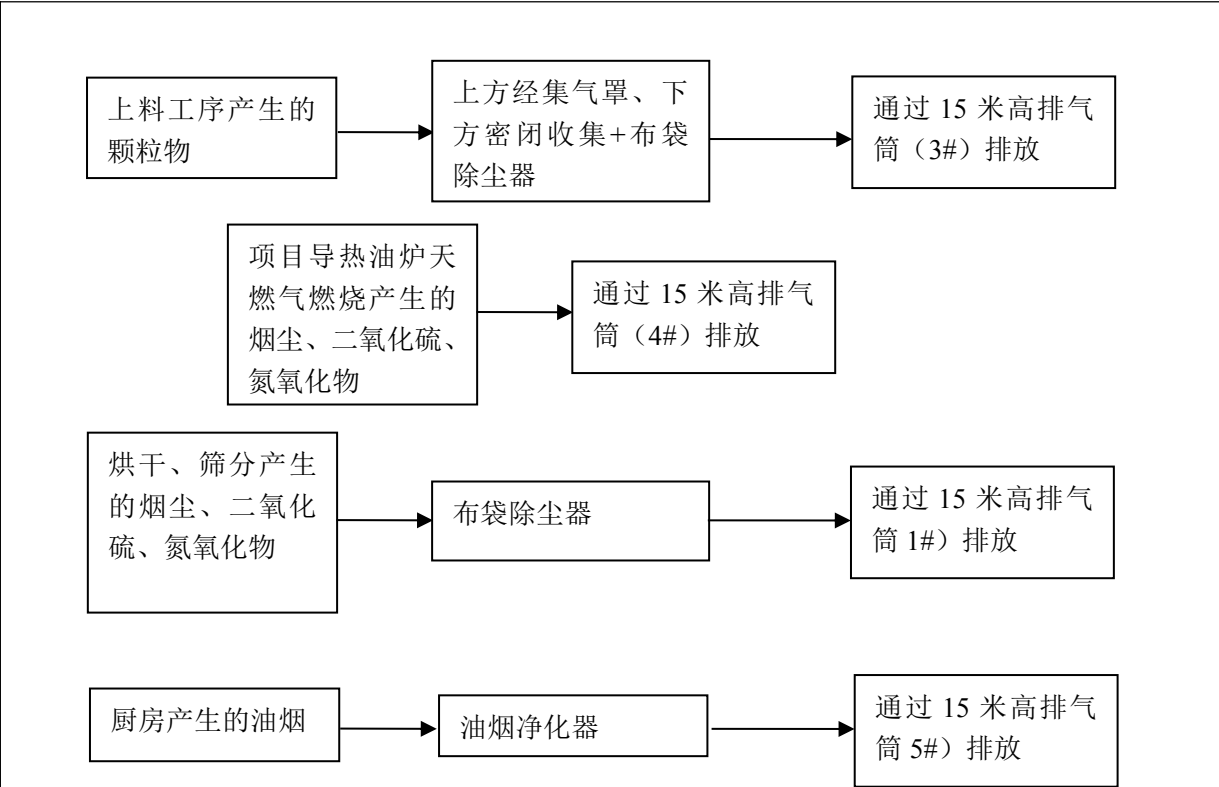 上料工序产生的
颗粒物
上方经集气罩、下
方密闭收集+布袋
除尘器
通过 15 米高排气
筒（3#）排放
项目导热油炉天
燃气燃烧产生的
烟尘、二氧化硫、
氮氧化物
通过 15 米高排气
筒（4#）排放
烘干、筛分产生
的烟尘、二氧化
硫、氮氧化物
布袋除尘器
通过 15 米高排气
筒 1#）排放
厨房产生的油烟
油烟净化器
通过 15 米高排气
筒 5#）排放